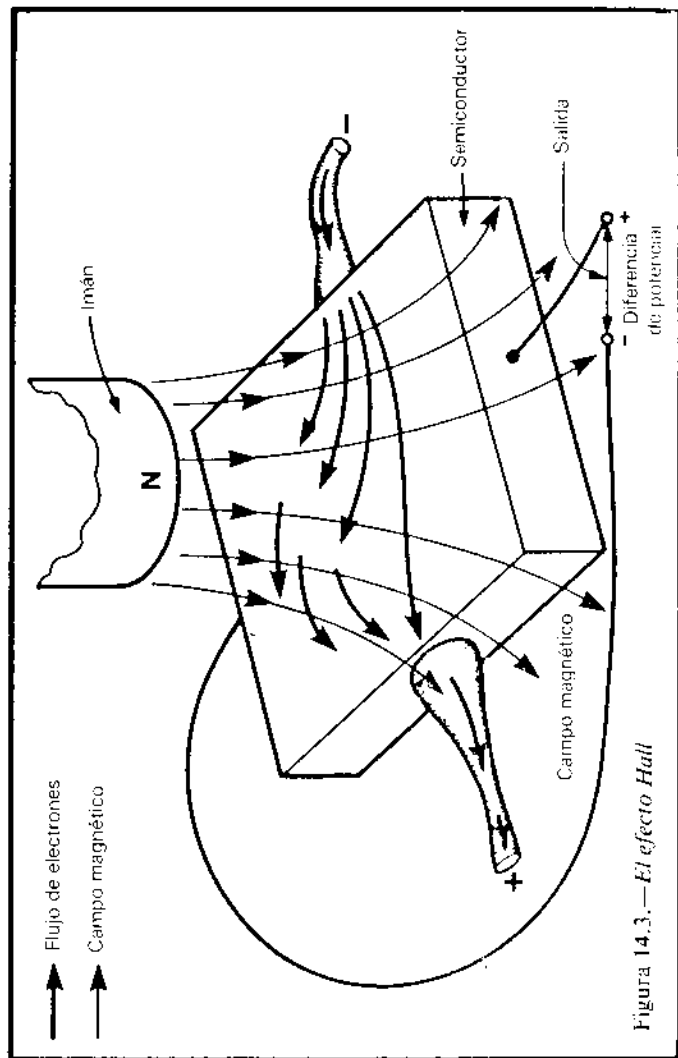 Flujo de electrones
Campo magnético
Imán
N
−
Semiconductor
Salida
− +
Diferencia
de potencial
Campo magnético
+
Figura 14.3.—El efecto Hall